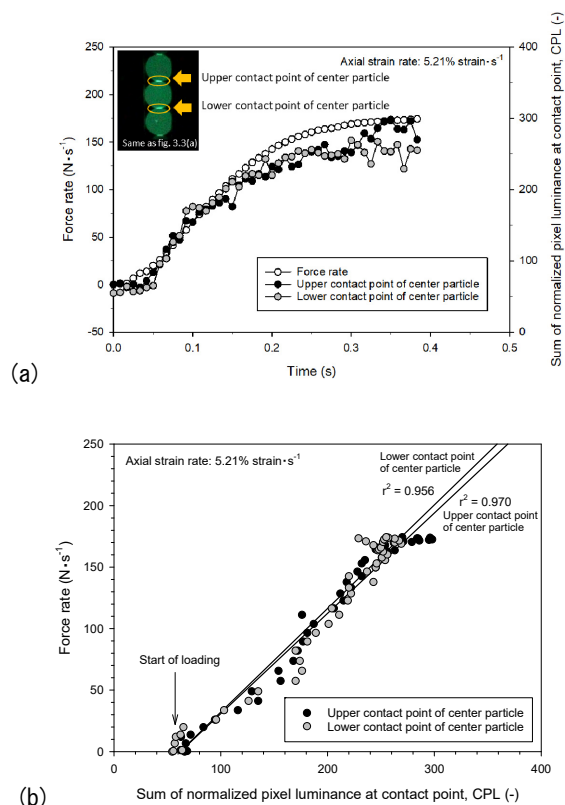 250
400
Axial strain rate: 5.21% strain・s-1
200
Upper contact point of center particle
Lower contact point of center particle
Same as fig. 3.3(a)
300
150
100
200
50
100
0
Force rate
Upper contact point of center particle
Lower contact point of center particle
-50
0
0.0
0.1
0.2
0.3
0.4
0.5
Force rate (N・s-1)
Sum of normalized pixel luminance at contact point, CPL (-)
Time (s)
(a)
250
Axial strain rate: 5.21% strain・s-1
Lower contact point
of center particle
r2 = 0.956
r2 = 0.970
Upper contact point
of center particle
200
150
100
Start of loading
50
Upper contact point of center particle
Lower contact point of center particle
0
0
100
200
300
400
Force rate (N・s-1)
(b)
Sum of normalized pixel luminance at contact point, CPL (-)